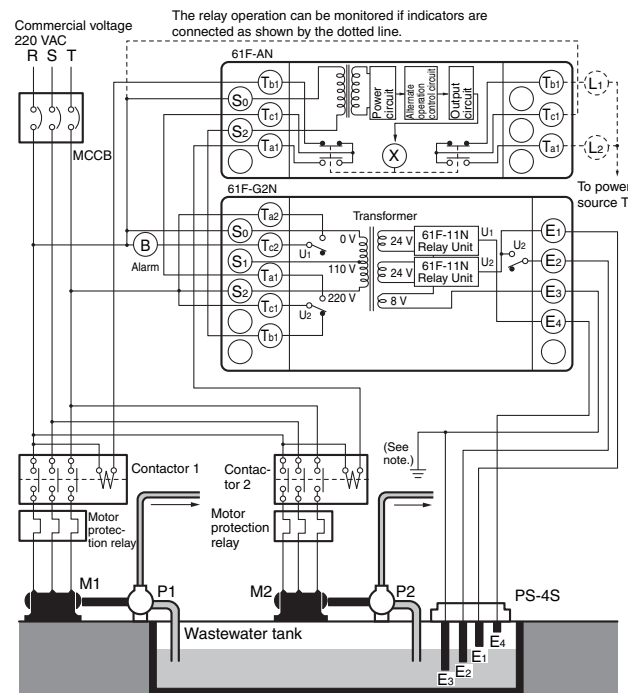 The relay operation can be monitored if indicators are
connected as shown by the dotted line.
Commercial voltage
220 VAC
R S T
MCCB
61F-AN
S0
S2
Tb1
Tc1
Ta1
Power circuit
Alternate operation control circuit
Output circuit
X
Tb1
Tc1
Ta1
L1
L2
To power
source T
61F-G2N
B
Alarm
S0
S1
S2
Ta2
Tc2
Ta1
Tc1
Tb1
U1
U2
Transformer
0 V
110 V
220 V
24 V
24 V
8 V
61F-11N
Relay Unit
U1
61F-11N
Relay Unit
U2
U2
E1
E2
E3
E4
(See
note.)
Contactor 1
Contac-
tor 2
Motor
protec-
tion relay
Motor
protection
relay
M1
P1
M2
P2
PS-4S
Wastewater tank
E3
E2
E1
E4